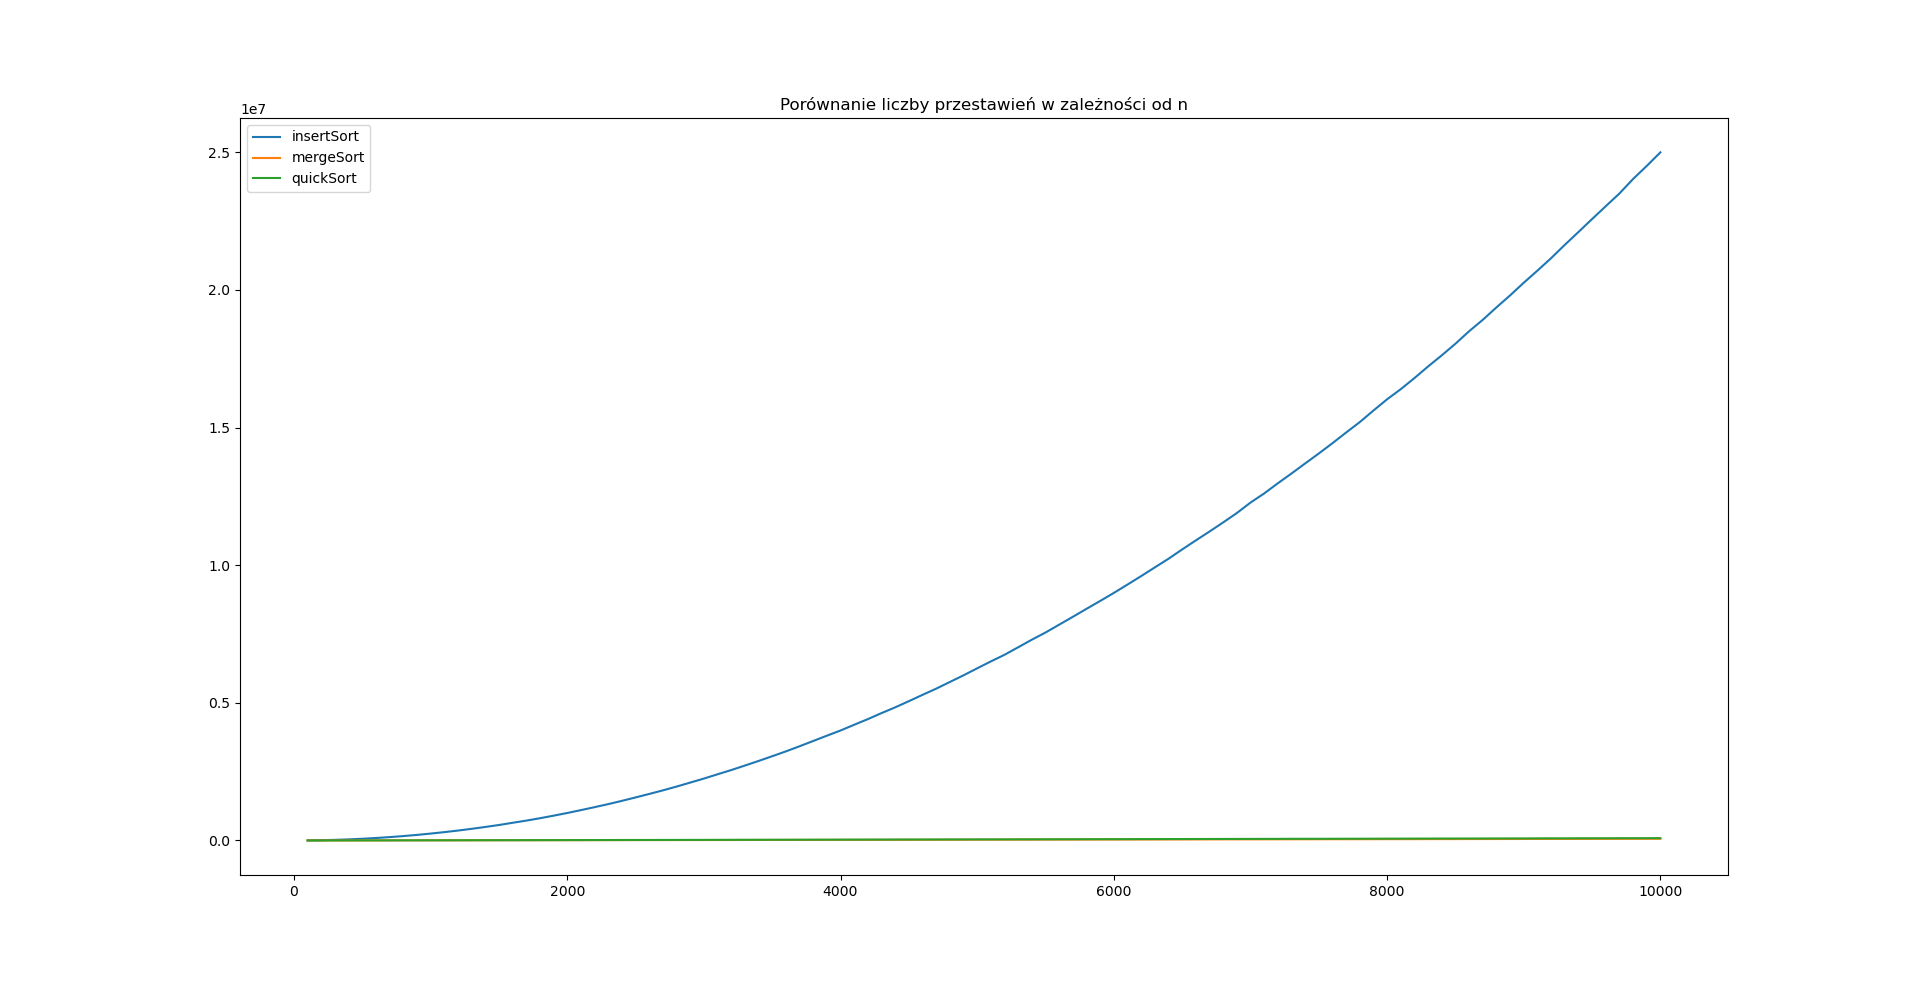 Porównanie liczby przestawień w zależności od n
1e7
insertSort
mergeSort
quickSort
2.5
2.0
1.5
1.0
0.5
0.0
0 2000 4000 6000 8000 10000